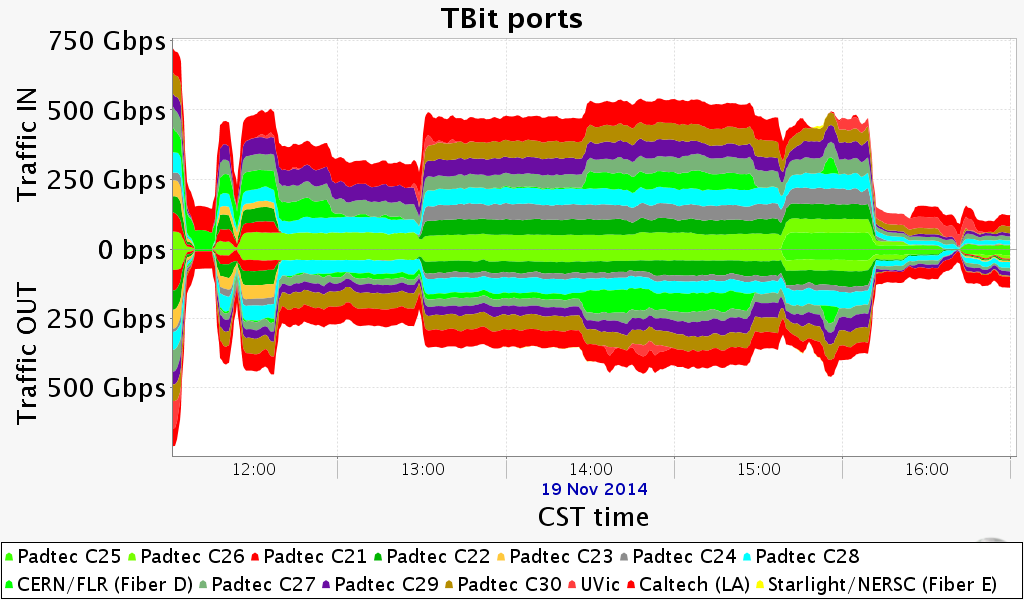 TBit ports
750 Gbps
500 Gbps
250 Gbps
0 bps
250 Gbps
500 Gbps
Traffic IN
Traffic OUT
12:00 13:00 14:00 15:00 16:00
19 Nov 2014
CST time
Padtec C25 Padtec C26 Padtec C21 Padtec C22 Padtec C23 Padtec C24 Padtec C28
CERN/FLR (Fiber D) Padtec C27 Padtec C29 Padtec C30 UVic Caltech (LA) Starlight/NERSC (Fiber E)